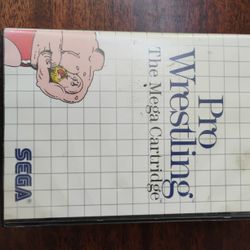 Pro
Wrestling
The Mega Cartridge
SEGA